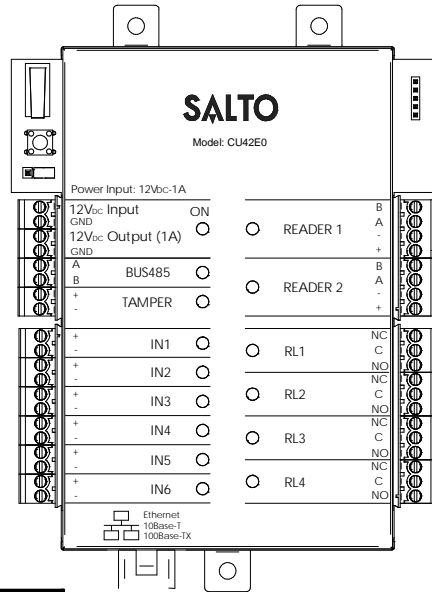 SALTO
Model: CU42E0
Power Input: 12VDC-1A
12VDC Input
ON
GND
12VDC Output (1A)
GND
A
BUS485
B
+
TAMPER
-
+
IN1
-
+
IN2
-
+
IN3
-
+
IN4
-
+
IN5
-
+
IN6
-
B
READER 1
A
-
+
B
A
READER 2
-
+
NC
RL1
C
NO
NC
RL2
C
NO
NC
RL3
C
NO
NC
RL4
C
NO
Ethernet
10Base-T
100Base-TX